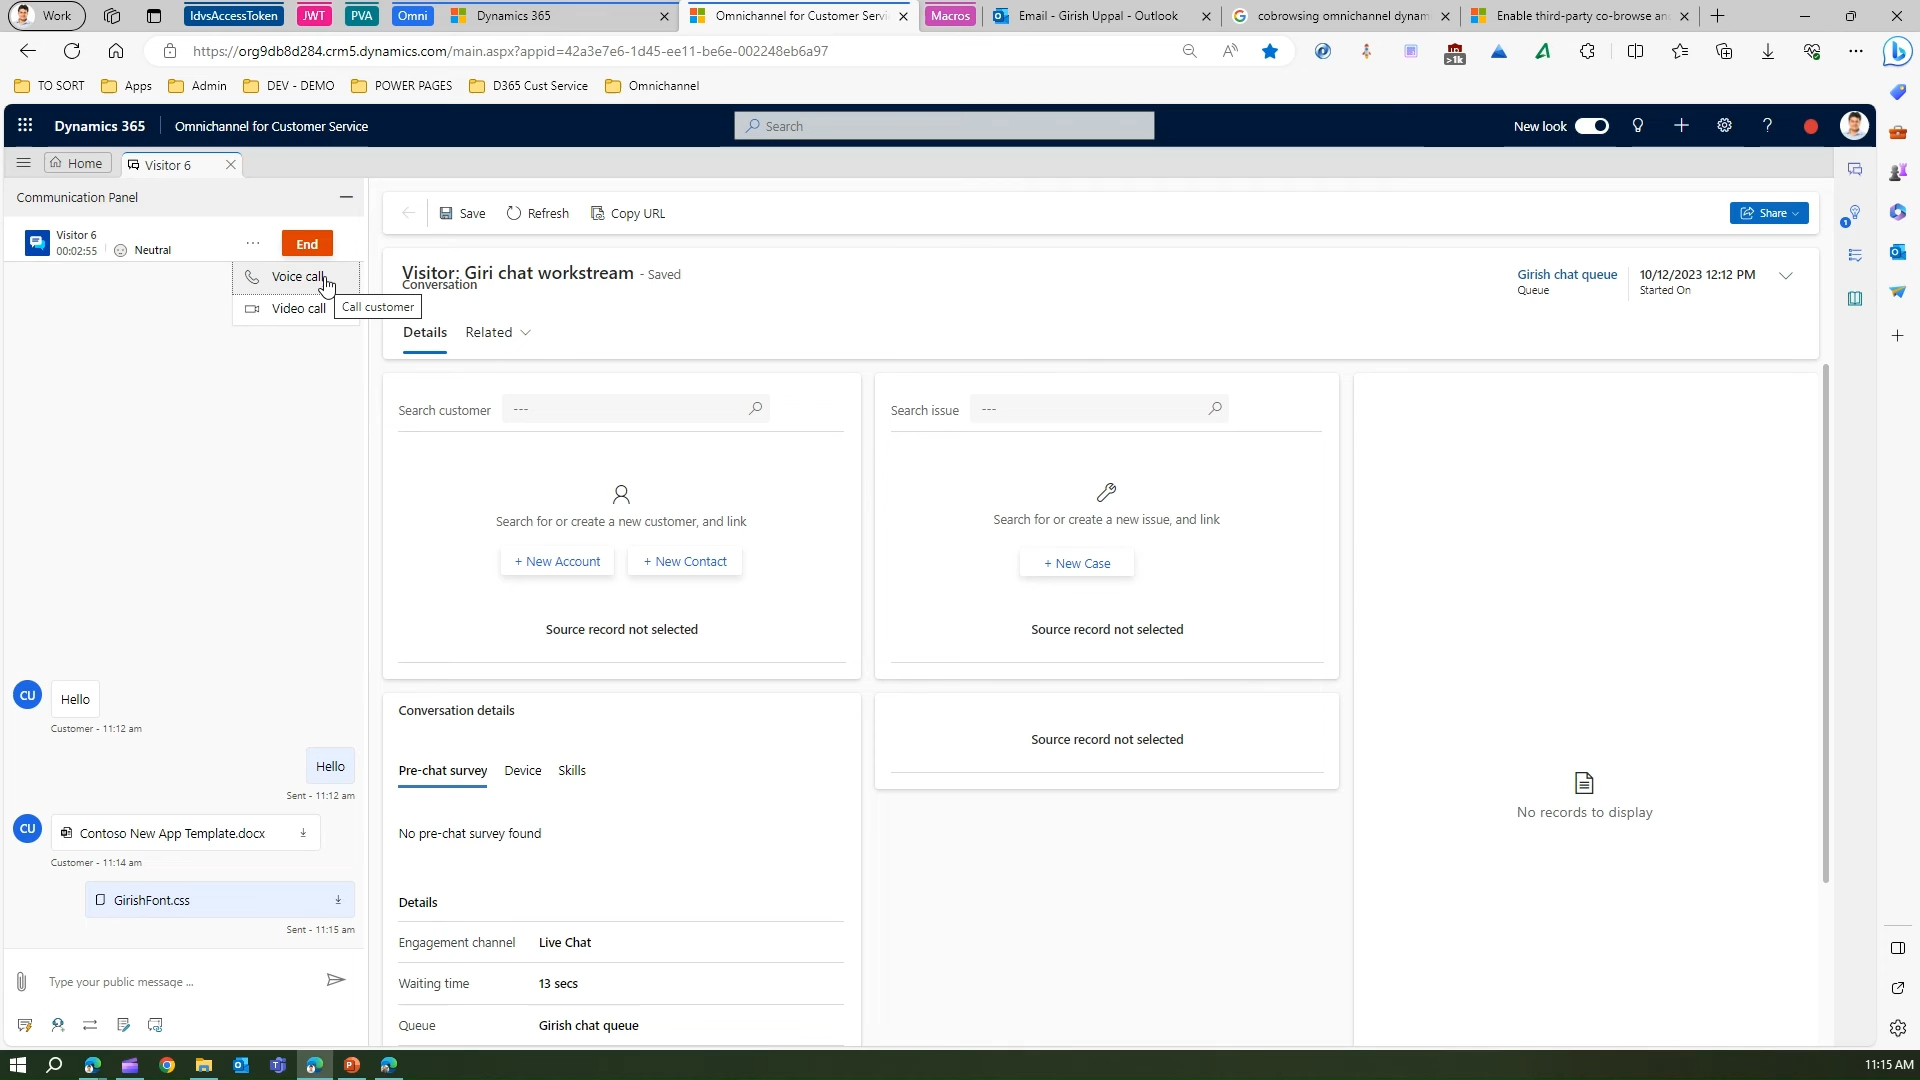 Work
IdvsAccessToken
JWT
PVA
Omni
Dynamics 365
Omnichannel for Customer Servi
Macros
Email - Girish Uppal - Outlook
cobrowsing omnichannel dynam
Enable third-party co-browse an
https://org9db8d284.crm5.dynamics.com/main.aspx?appid=42a3e7e6-1d45-ee11-be6e-002248eb6a97
>1k
TO SORT
Apps
Admin
DEV - DEMO
POWER PAGES
D365 Cust Service
Omnichannel
Dynamics 365
Omnichannel for Customer Service
Search
New look
Home
Visitor 6
Communication Panel
Visitor 6
00:02:55
Neutral
End
Voice call
Video call
Call customer
Save
Refresh
Copy URL
Share
Visitor: Giri chat workstream - Saved
Conversation
Girish chat queue
Queue
10/12/2023 12:12 PM
Started On
Details
Related
Search customer
---
Search for or create a new customer, and link
+ New Account
+ New Contact
Source record not selected
Search issue
---
Search for or create a new issue, and link
+ New Case
Source record not selected
Conversation details
Pre-chat survey
Device
Skills
No pre-chat survey found
Details
Engagement channel
Live Chat
Waiting time
13 secs
Queue
Girish chat queue
Source record not selected
No records to display
CU
Hello
Customer - 11:12 am
Hello
Sent - 11:12 am
CU
Contoso New App Template.docx
Customer - 11:14 am
GirishFont.css
Sent - 11:15 am
Type your public message ...
1
11:15 AM